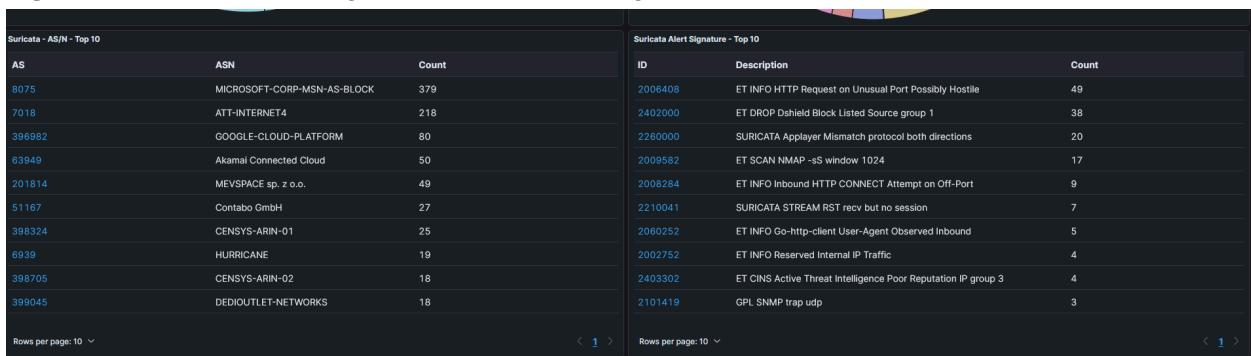 Suricata - AS/N - Top 10
AS ASN Count
8075 MICROSOFT-CORP-MSN-AS-BLOCK 379
7018 ATT-INTERNET4 218
396982 GOOGLE-CLOUD-PLATFORM 80
63949 Akamai Connected Cloud 50
201814 MEVSPACE sp. z o.o. 49
51167 Contabo GmbH 27
398324 CENSYS-ARIN-01 25
6939 HURRICANE 19
398705 CENSYS-ARIN-02 18
399045 DEDIOUTLET-NETWORKS 18
Rows per page: 10 1
Suricata Alert Signature - Top 10
ID Description Count
2006408 ET INFO HTTP Request on Unusual Port Possibly Hostile 49
2402000 ET DROP Dshield Block Listed Source group 1 38
2260000 SURICATA Applayer Mismatch protocol both directions 20
2009582 ET SCAN NMAP -sS window 1024 17
2008284 ET INFO Inbound HTTP CONNECT Attempt on Off-Port 9
2210041 SURICATA STREAM RST recv but no session 7
2060252 ET INFO Go-http-client User-Agent Observed Inbound 5
2002752 ET INFO Reserved Internal IP Traffic 4
2403302 ET CINS Active Threat Intelligence Poor Reputation IP group 3 4
2101419 GPL SNMP trap udp 3
Rows per page: 10 1